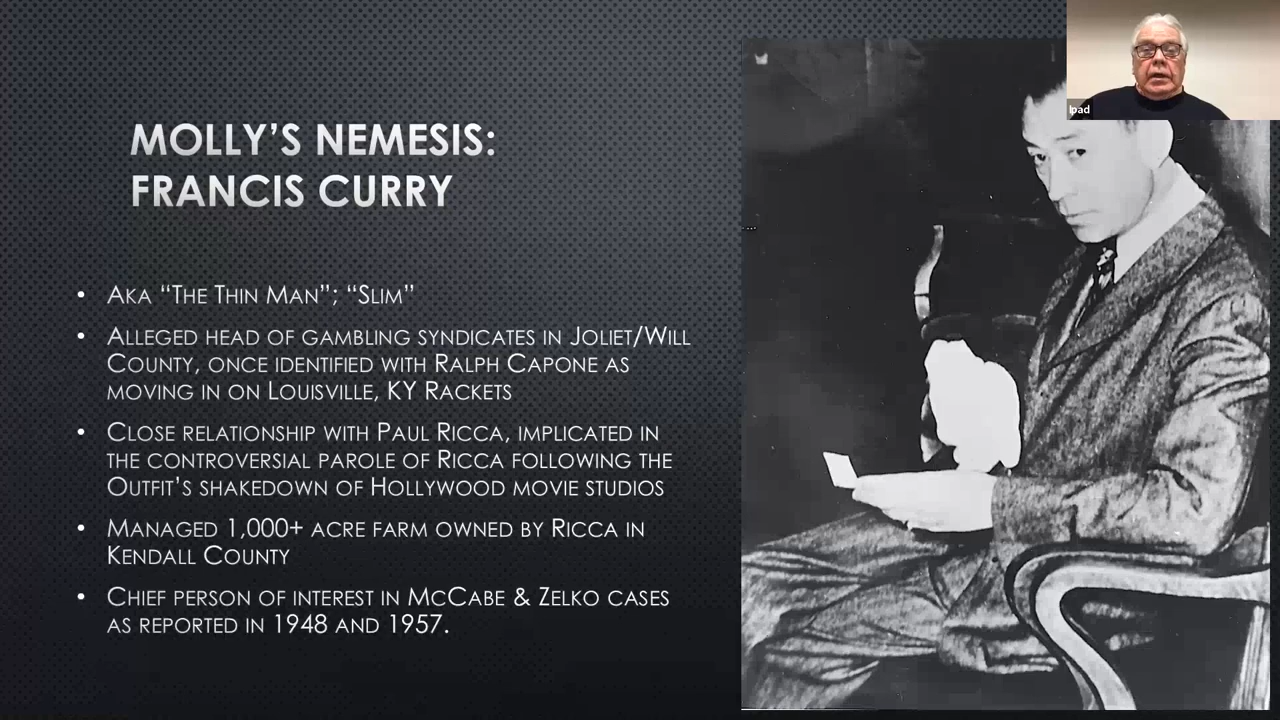 MOLLY'S NEMESIS:
FRANCIS CURRY
• AKA “THE THIN MAN”; “SLIM”
• ALLEGED HEAD OF GAMBLING SYNDICATES IN JOLIET/WILL
COUNTY, ONCE IDENTIFIED WITH RALPH CAPONE AS
MOVING IN ON LOUISVILLE, KY RACKETS
• CLOSE RELATIONSHIP WITH PAUL RICCA, IMPLICATED IN
THE CONTROVERSIAL PAROLE OF RICCA FOLLOWING THE
OUTFIT’S SHAKEDOWN OF HOLLYWOOD MOVIE STUDIOS
• MANAGED 1,000+ ACRE FARM OWNED BY RICCA IN
KENDALL COUNTY
• CHIEF PERSON OF INTEREST IN MCCABE & ZELKO CASES
AS REPORTED IN 1948 AND 1957.
Ipad